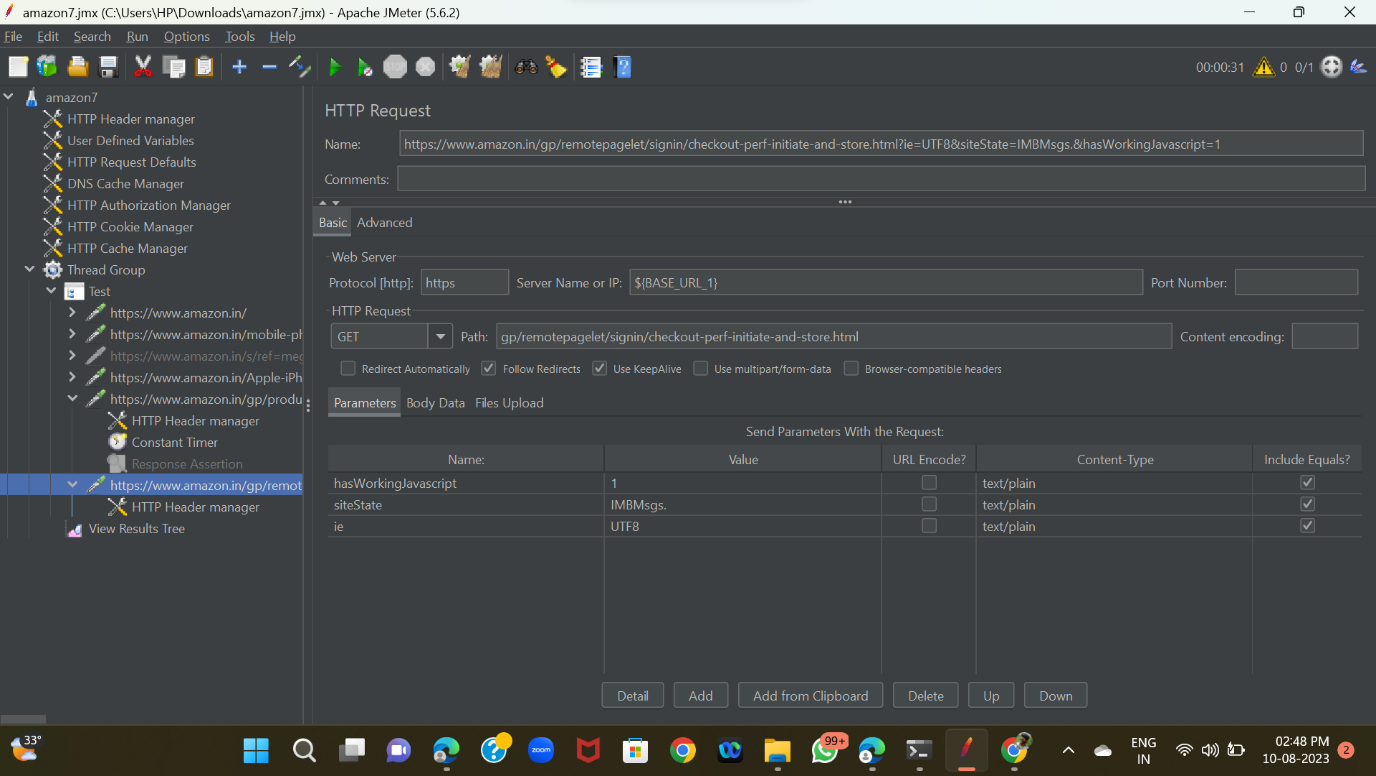 amazon7.jmx (C:\Users\HP\Downloads\amazon7.jmx) - Apache JMeter (5.6.2)
File Edit Search Run Options Tools Help
00:00:31 0 0/1
amazon7
HTTP Header manager
User Defined Variables
HTTP Request Defaults
DNS Cache Manager
HTTP Authorization Manager
HTTP Cookie Manager
HTTP Cache Manager
Thread Group
Test
https://www.amazon.in/
https://www.amazon.in/mobile-ph
https://www.amazon.in/s/ref=med
https://www.amazon.in/Apple-iPh
https://www.amazon.in/gp/produ
HTTP Header manager
Constant Timer
Response Assertion
https://www.amazon.in/gp/remot
HTTP Header manager
View Results Tree
HTTP Request
Name: https://www.amazon.in/gp/remotepagelet/signin/checkout-perf-initiate-and-store.html?ie=UTF8&siteState=IMBMsgs.&hasWorkingJavascript=1
Comments:
Basic Advanced
Web Server
Protocol [http]: https Server Name or IP: ${BASE_URL_1} Port Number:
HTTP Request
GET Path: gp/remotepagelet/signin/checkout-perf-initiate-and-store.html Content encoding:
Redirect Automatically Follow Redirects Use KeepAlive Use multipart/form-data Browser-compatible headers
Parameters Body Data Files Upload
Send Parameters With the Request:
Name: Value URL Encode? Content-Type Include Equals?
hasWorkingJavascript 1 text/plain
siteState IMBMsgs. text/plain
ie UTF8 text/plain
Detail Add Add from Clipboard Delete Up Down
33°
zoom
99+
ENG
IN
02:48 PM
10-08-2023
2